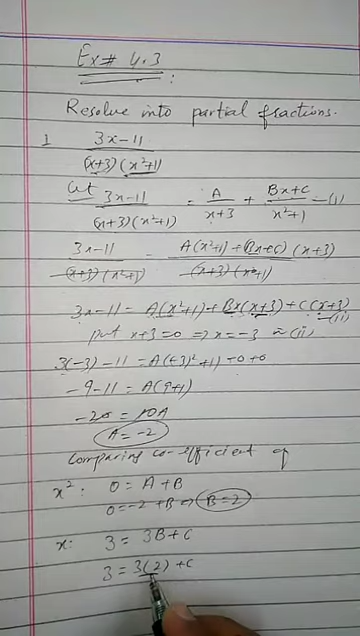 Ex# 4.3
Resolve into partial fractions.
1 3x-11
(x+3)(x²+1)
Let 3x-11 = A + Bx+C —(i)
(x+3)(x²+1) x+3 x²+1
3x-11 = A(x²+1)+(Bx+C)(x+3)
(x+3)(x²+1) (x+3)(x²+1)
3x-11 = A(x²+1)+Bx(x+3)+C(x+3)
—(ii)
put x+3=0 => x=-3 in (ii)
3(-3)-11 = A((-3)²+1)+0+0
-9-11 = A(9+1)
-20 = 10A
A=-2
Comparing co-efficient of
x²: 0 = A+B
0=-2+B => B=2
x: 3 = 3B+C
3 = 3(2)+C